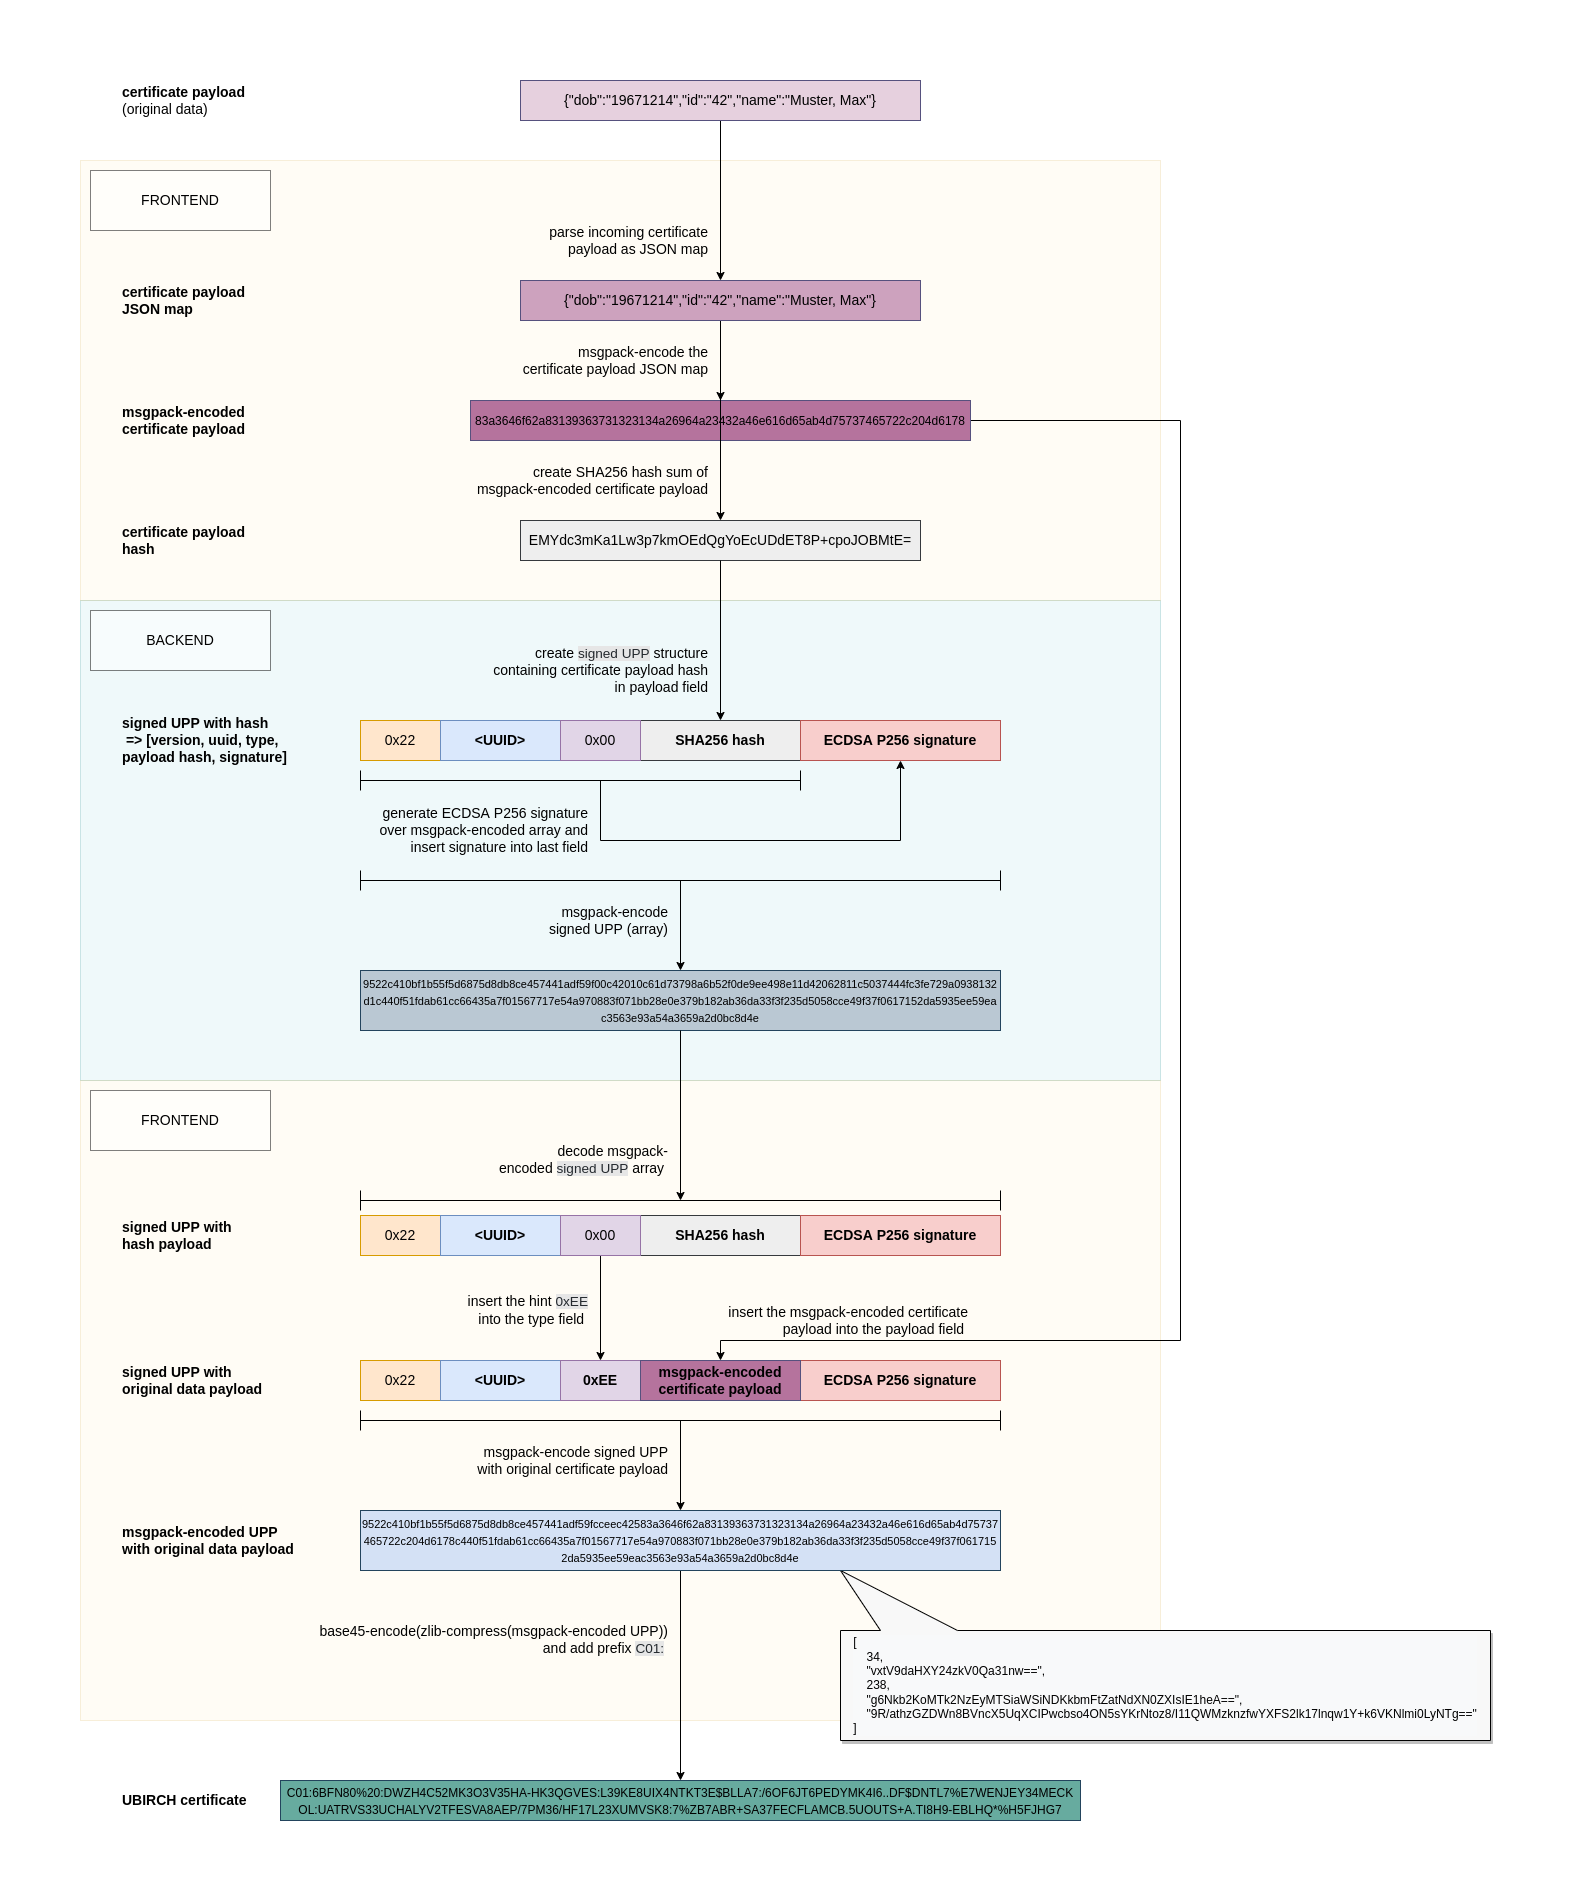 certificate payload
(original data)
{"dob":"19671214","id":"42","name":"Muster, Max"}
FRONTEND
parse incoming certificate
payload as JSON map
certificate payload
JSON map
{"dob":"19671214","id":"42","name":"Muster, Max"}
msgpack-encode the
certificate payload JSON map
msgpack-encoded
certificate payload
83a3646f62a83139363731323134a26964a23432a46e616d65ab4d75737465722c204d6178
create SHA256 hash sum of
msgpack-encoded certificate payload
certificate payload
hash
EMYdc3mKa1Lw3p7kmOEdQgYoEcUDdET8P+cpoJOBMtE=
BACKEND
create signed UPP structure
containing certificate payload hash
in payload field
signed UPP with hash
=> [version, uuid, type,
payload hash, signature]
0x22 <UUID> 0x00 SHA256 hash ECDSA P256 signature
generate ECDSA P256 signature
over msgpack-encoded array and
insert signature into last field
msgpack-encode
signed UPP (array)
9522c410bf1b55f5d6875d8db8ce457441adf59f00c42010c61d73798a6b52f0de9ee498e11d42062811c5037444fc3fe729a0938132
d1c440f51fdab61cc66435a7f01567717e54a970883f071bb28e0e379b182ab36da33f3f235d5058cce49f37f0617152da5935ee59ea
c3563e93a54a3659a2d0bc8d4e
FRONTEND
decode msgpack-
encoded signed UPP array
signed UPP with
hash payload
0x22 <UUID> 0x00 SHA256 hash ECDSA P256 signature
insert the hint 0xEE
into the type field
insert the msgpack-encoded certificate
payload into the payload field
signed UPP with
original data payload
0x22 <UUID> 0xEE msgpack-encoded
certificate payload ECDSA P256 signature
msgpack-encode signed UPP
with original certificate payload
msgpack-encoded UPP
with original data payload
9522c410bf1b55f5d6875d8db8ce457441adf59fcceec42583a3646f62a83139363731323134a26964a23432a46e616d65ab4d75737
465722c204d6178c440f51fdab61cc66435a7f01567717e54a970883f071bb28e0e379b182ab36da33f3f235d5058cce49f37f061715
2da5935ee59eac3563e93a54a3659a2d0bc8d4e
base45-encode(zlib-compress(msgpack-encoded UPP))
and add prefix C01:
[
34,
"vxtV9daHXY24zkV0Qa31nw==",
238,
"g6Nkb2KoMTk2NzEyMTSiaWSiNDKkbmFtZatNdXN0ZXIsIE1heA==",
"9R/athzGZDWn8BVncX5UqXCIPwcbso4ON5sYKrNtoz8/I11QWMzknzfwYXFS2lk17lnqw1Y+k6VKNlmi0LyNTg=="
]
UBIRCH certificate
C01:6BFN80%20:DWZH4C52MK3O3V35HA-HK3QGVES:L39KE8UIX4NTKT3E$BLLA7:/6OF6JT6PEDYMK4I6..DF$DNTL7%E7WENJEY34MECK
OL:UATRVS33UCHALYV2TFESVA8AEP/7PM36/HF17L23XUMVSK8:7%ZB7ABR+SA37FECFLAMCB.5UOUTS+A.TI8H9-EBLHQ*%H5FJHG7